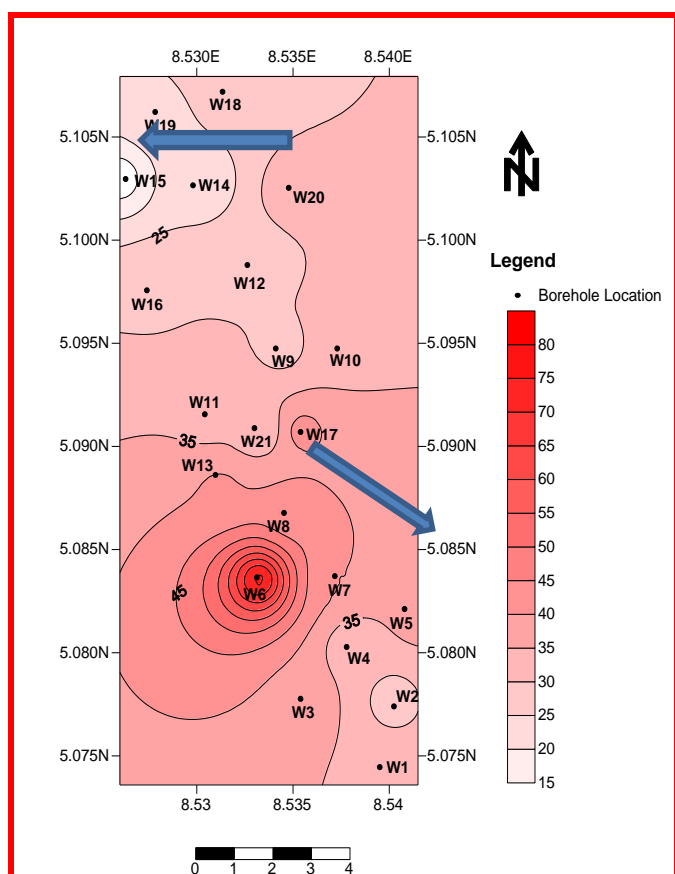 8.530E 8.535E 8.540E
W18
W19
5.105N 5.105N
W15 W14
W20
N
5.100N 25 5.100N
W12
Legend
W16
Borehole Location
5.095N 5.095N
W9 W10
80
75
W11
70
35 W21 W17
5.090N 5.090N
65
W13
60
55
W8
50
5.085N 5.085N
45
W7
45 W6
40
35 W5
35
5.080N W4 5.080N
30
W2
25
W3
20
5.075N W1 5.075N
15
8.53 8.535 8.54
0 1 2 3 4